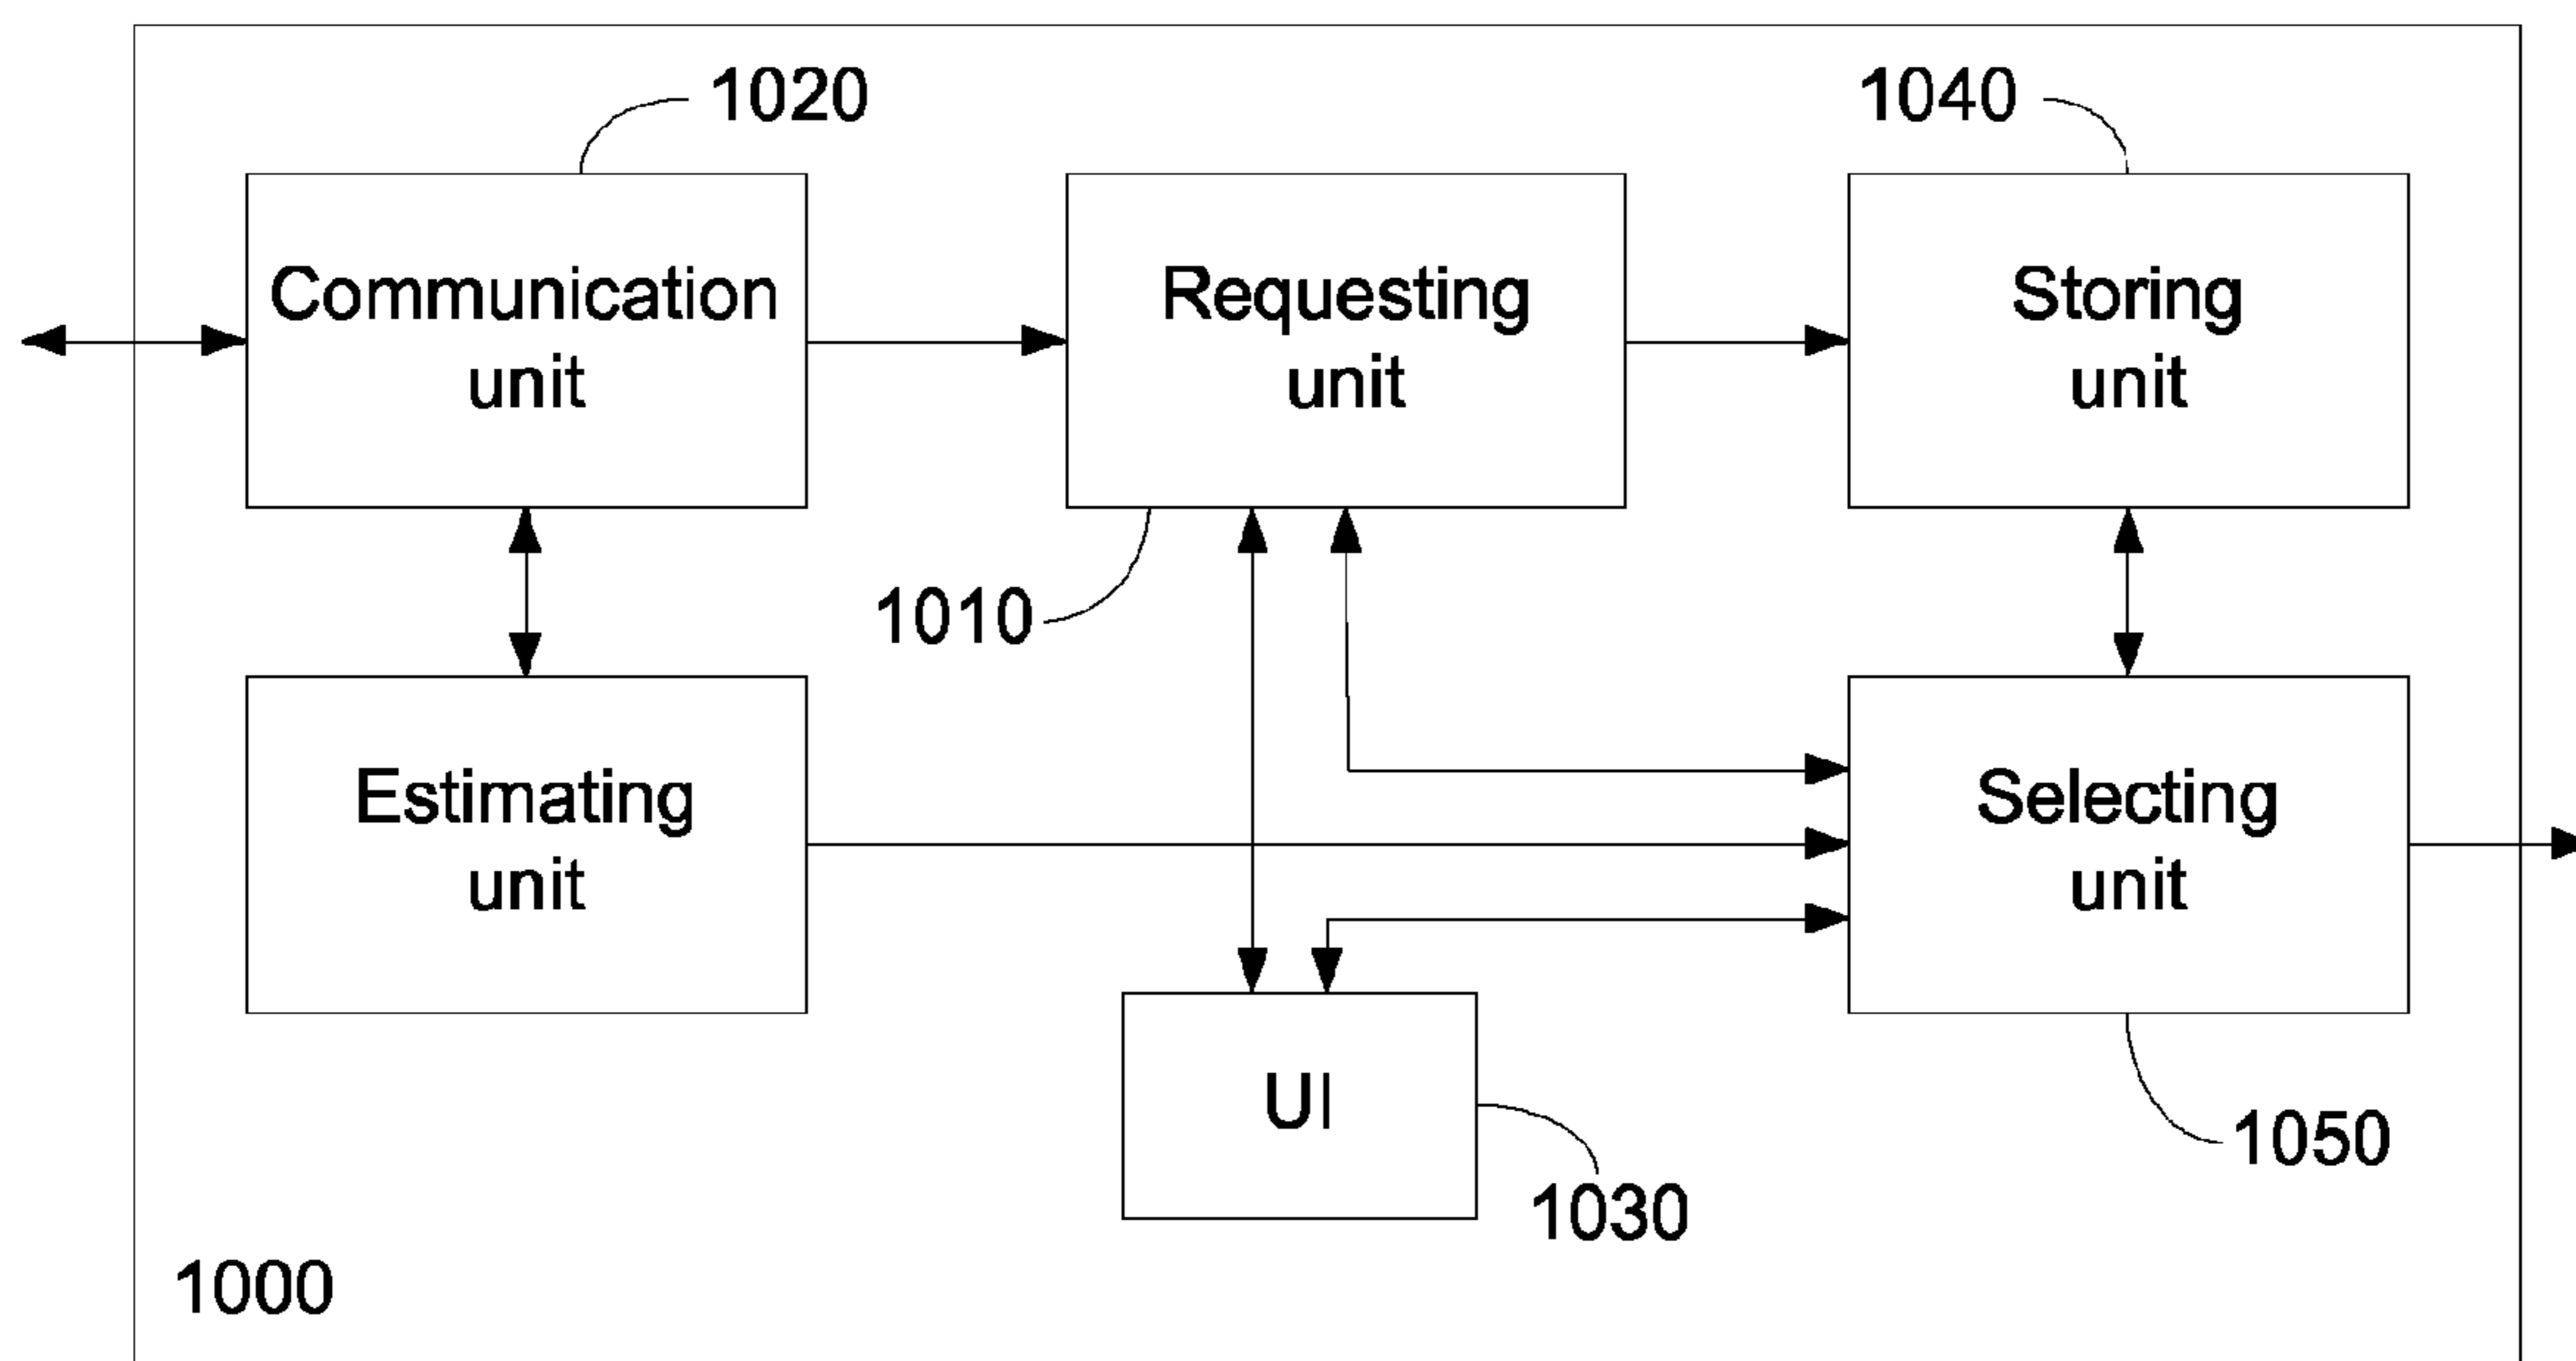 1020
1040
Communication
unit
Requesting
unit
Storing
unit
1010
Estimating
unit
Selecting
unit
UI
1050
1030
1000